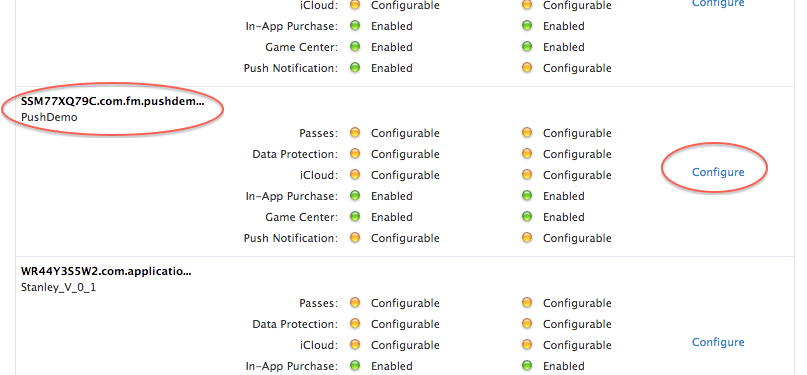 iCloud: Configurable Configurable Configure
In-App Purchase: Enabled Enabled
Game Center: Enabled Enabled
Push Notification: Enabled Configurable
SSM77XQ79C.com.fm.pushdem...
PushDemo
Passes: Configurable Configurable
Data Protection: Configurable Configurable
iCloud: Configurable Configurable Configure
In-App Purchase: Enabled Enabled
Game Center: Enabled Enabled
Push Notification: Configurable Configurable
WR44Y3S5W2.com.applicatio...
Stanley_V_0_1
Passes: Configurable Configurable
Data Protection: Configurable Configurable
iCloud: Configurable Configurable Configure
In-App Purchase: Enabled Enabled